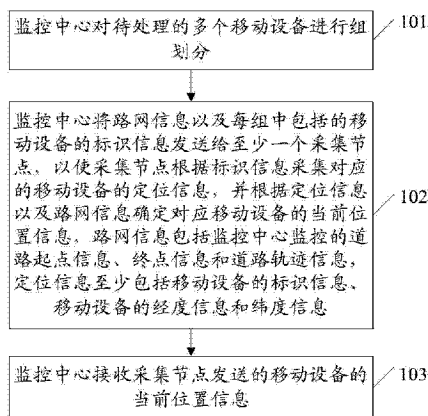 监控中心对待处理的多个移动设备进行组
划分
101
监控中心将路网信息以及每组中包括的移
动设备的标识信息发送给至少一个采集节
点，以使采集节点根据标识信息采集对应
的移动设备的定位信息，并根据定位信息
以及路网信息确定对应移动设备的当前位
置信息，路网信息包括监控中心监控的道
路起点信息、终点信息和道路轨迹信息，
定位信息至少包括移动设备的标识信息、
移动设备的经度信息和纬度信息
102
监控中心接收采集节点发送的移动设备的
当前位置信息
103